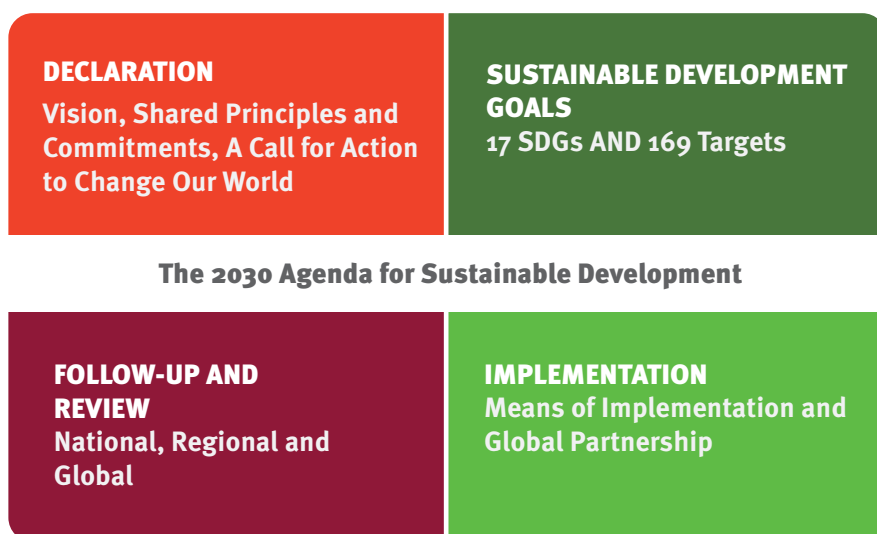 DECLARATION
Vision, Shared Principles and
Commitments, A Call for Action
to Change Our World
SUSTAINABLE DEVELOPMENT
GOALS
17 SDGs AND 169 Targets
The 2030 Agenda for Sustainable Development
FOLLOW-UP AND
REVIEW
National, Regional and
Global
IMPLEMENTATION
Means of Implementation and
Global Partnership